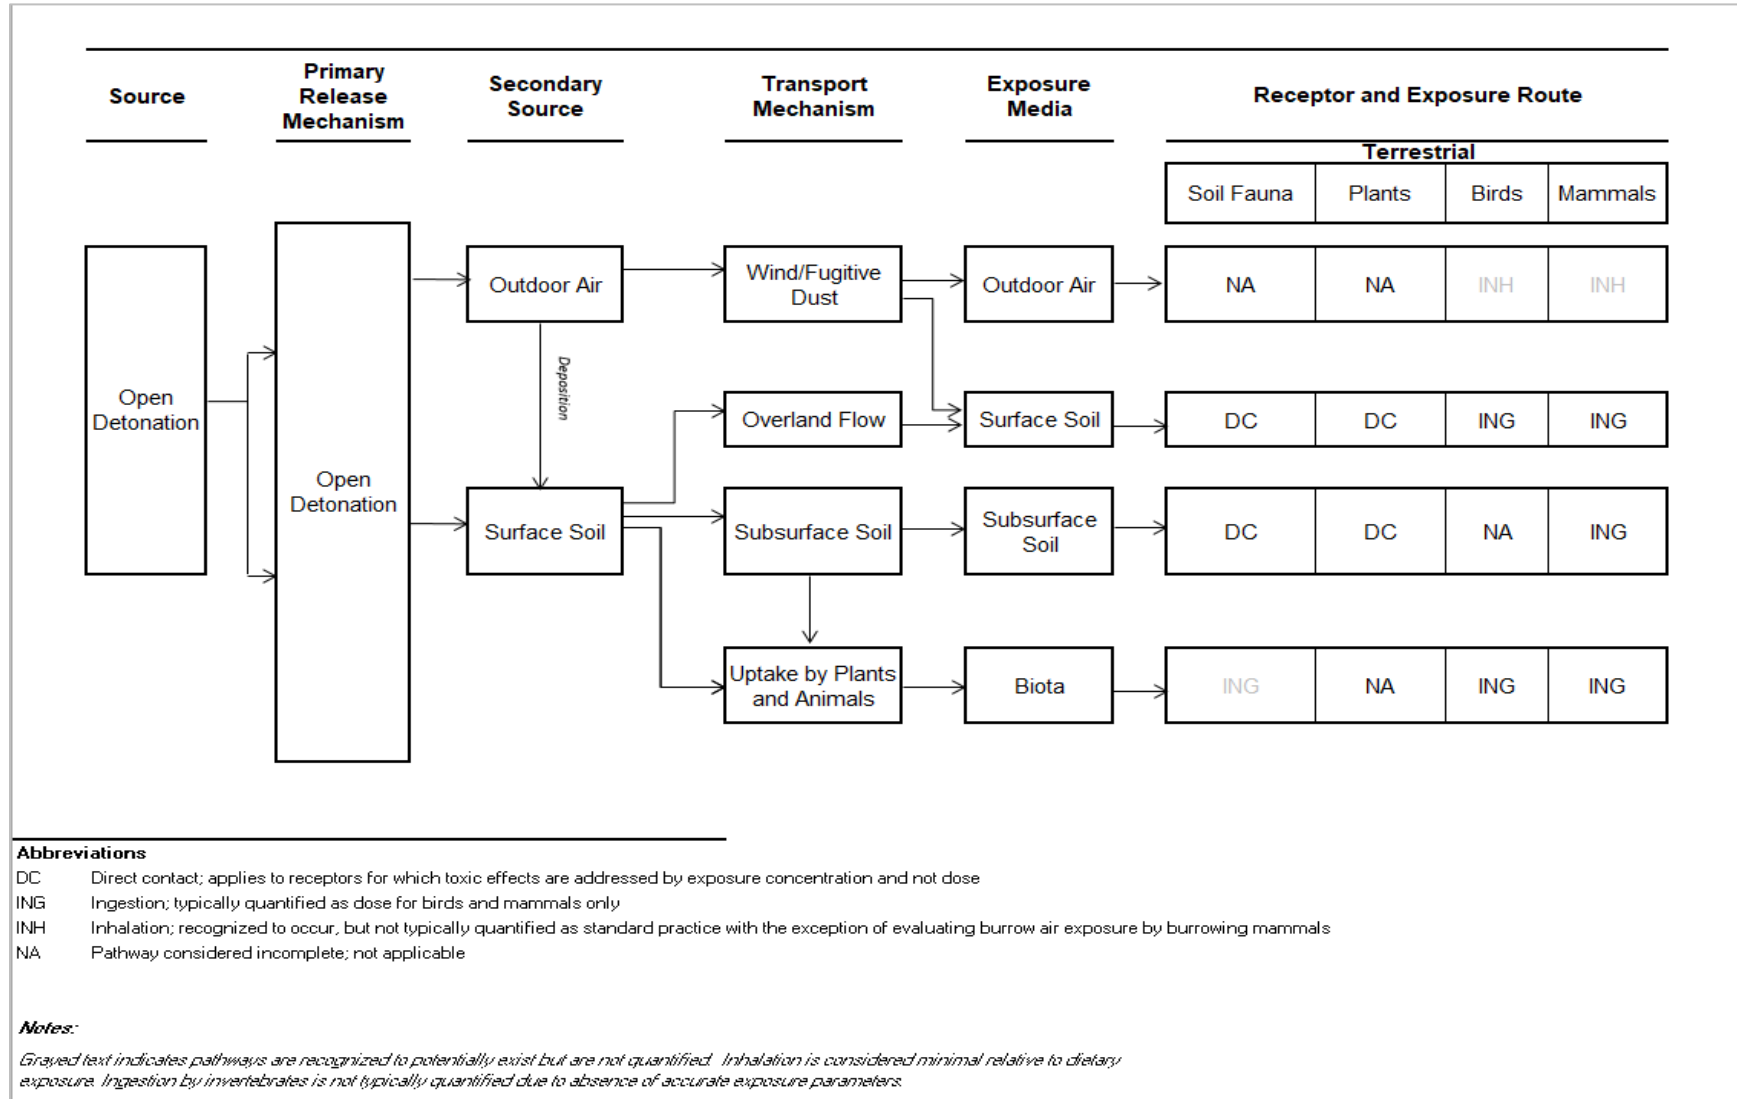 Source
Primary
Release
Mechanism
Secondary
Source
Transport
Mechanism
Exposure
Media
Receptor and Exposure Route
Terrestrial
Soil Fauna
Plants
Birds
Mammals
Open
Detonation
Open
Detonation
Outdoor Air
Wind/Fugitive
Dust
Outdoor Air
NA
NA
INH
INH
Deposition
Overland Flow
Surface Soil
DC
DC
ING
ING
Surface Soil
Subsurface Soil
Subsurface
Soil
DC
DC
NA
ING
Uptake by Plants
and Animals
Biota
ING
NA
ING
ING
Abbreviations
DC Direct contact; applies to receptors for which toxic effects are addressed by exposure concentration and not dose
ING Ingestion; typically quantified as dose for birds and mammals only
INH Inhalation; recognized to occur, but not typically quantified as standard practice with the exception of evaluating burrow air exposure by burrowing mammals
NA Pathway considered incomplete; not applicable
Notes:
Grayed text indicates pathways are recognized to potentially exist but are not quantified. Inhalation is considered minimal relative to dietary
exposure. Ingestion by invertebrates is not typically quantified due to absence of accurate exposure parameters.